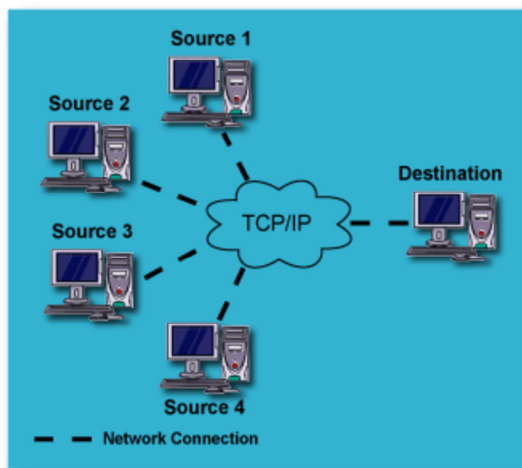 Source 1
Source 2
Destination
Source 3
TCP/IP
Source 4
Network Connection